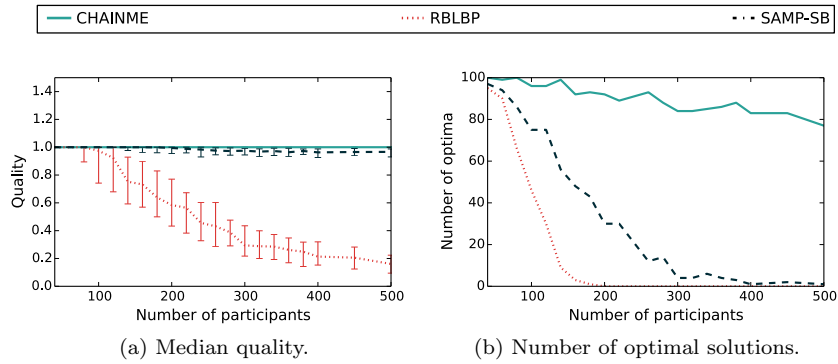 CHAINME RBLBP SAMP-SB
1.4
1.2
1.0
0.8
0.6
0.4
0.2
0.0
Quality
100 200 300 400 500
Number of participants
(a) Median quality.
100
80
60
40
20
0
Number of optima
100 200 300 400 500
Number of participants
(b) Number of optimal solutions.